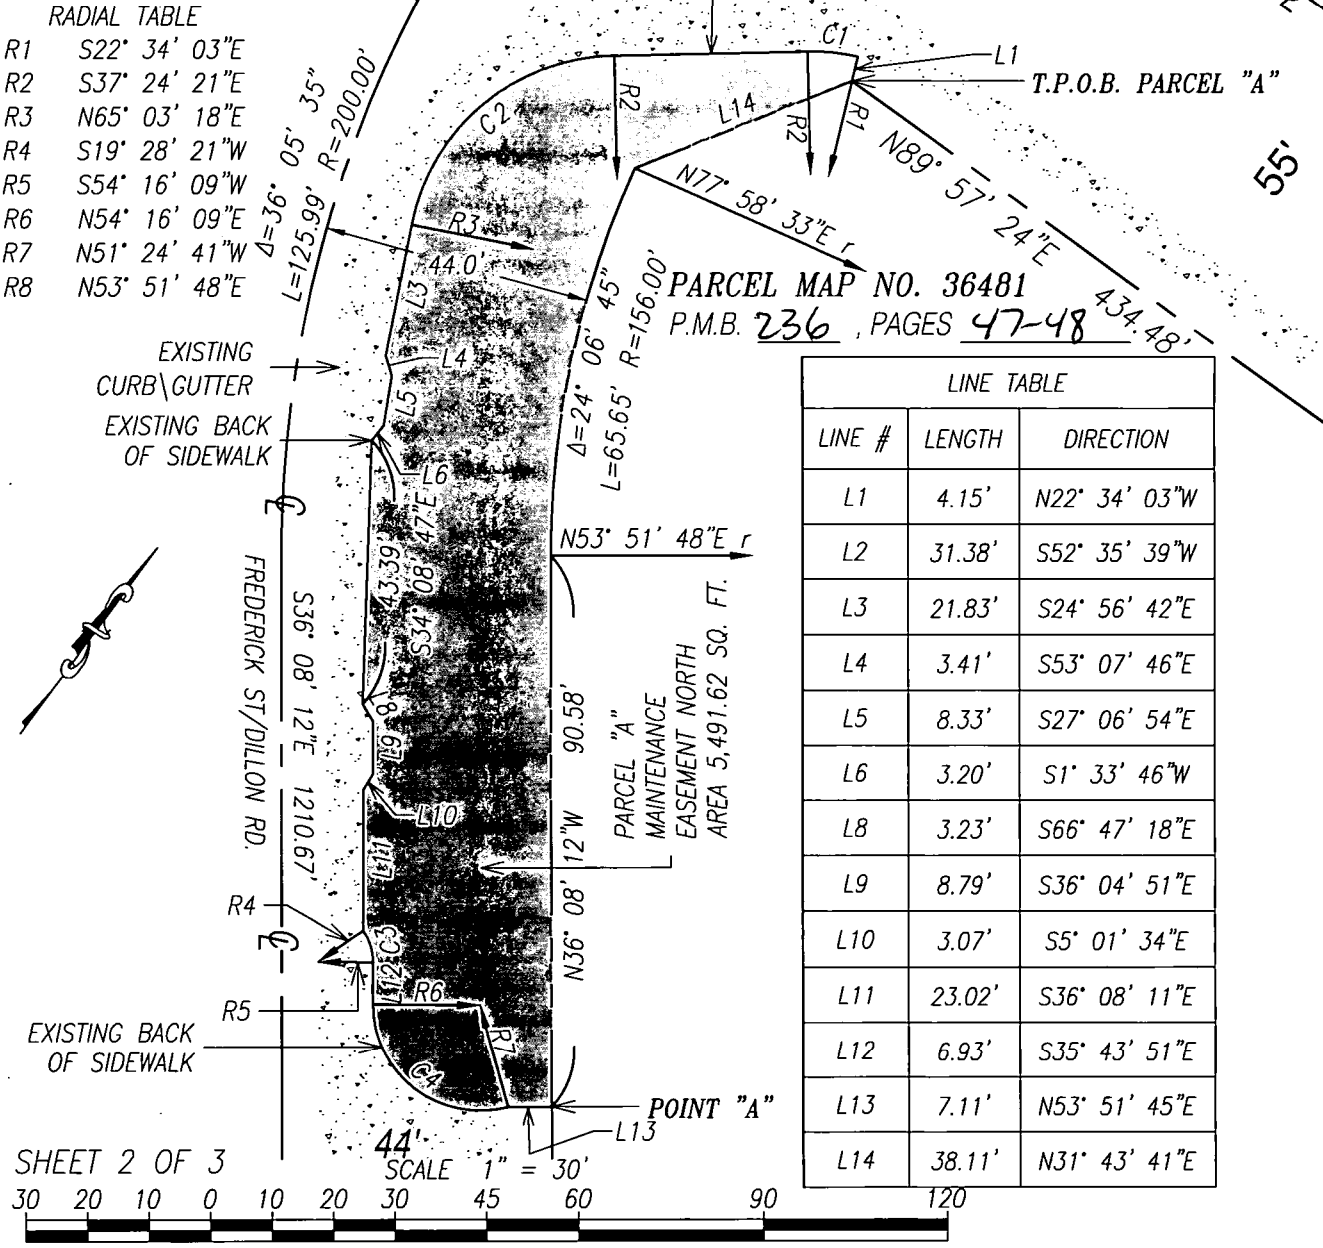 RADIAL TABLE
R1 S22° 34' 03"E
R2 S37° 24' 21"E
R3 N65° 03' 18"E
R4 S19° 28' 21"W
R5 S54° 16' 09"W
R6 N54° 16' 09"E
R7 N51° 24' 41"W
R8 N53° 51' 48"E
Δ=36° 05' 35"
L=125.99' R=200.00'
C1
L1
T.P.O.B. PARCEL "A"
C2
R2
L14
R2
R1
N89° 57' 24"E 434.48'
55'
N77° 58' 33"E r
R3
44.0'
L3
PARCEL MAP NO. 36481
P.M.B. 236 , PAGES 47-48
Δ=24° 06' 45"
L=65.65' R=156.00'
EXISTING
CURB\GUTTER
L4
L5
EXISTING BACK
OF SIDEWALK
L6
43.39'
S34° 08' 47"E
N53° 51' 48"E r
FREDERICK ST/DILLON RD.
S36° 08' 12"E 1210.67'
8'
L9
L10
L11
N36° 08' 12"W 90.58'
PARCEL "A"
MAINTENANCE
EASEMENT NORTH
AREA 5,491.62 SQ. FT.
R4
C3
L12
R5
R6
R7
EXISTING BACK
OF SIDEWALK
C4
POINT "A"
L13
44'
LINE TABLE
LINE # LENGTH DIRECTION
L1 4.15' N22° 34' 03"W
L2 31.38' S52° 35' 39"W
L3 21.83' S24° 56' 42"E
L4 3.41' S53° 07' 46"E
L5 8.33' S27° 06' 54"E
L6 3.20' S1° 33' 46"W
L8 3.23' S66° 47' 18"E
L9 8.79' S36° 04' 51"E
L10 3.07' S5° 01' 34"E
L11 23.02' S36° 08' 11"E
L12 6.93' S35° 43' 51"E
L13 7.11' N53° 51' 45"E
L14 38.11' N31° 43' 41"E
SHEET 2 OF 3
SCALE 1" = 30'
30 20 10 0 10 20 30 45 60 90 120